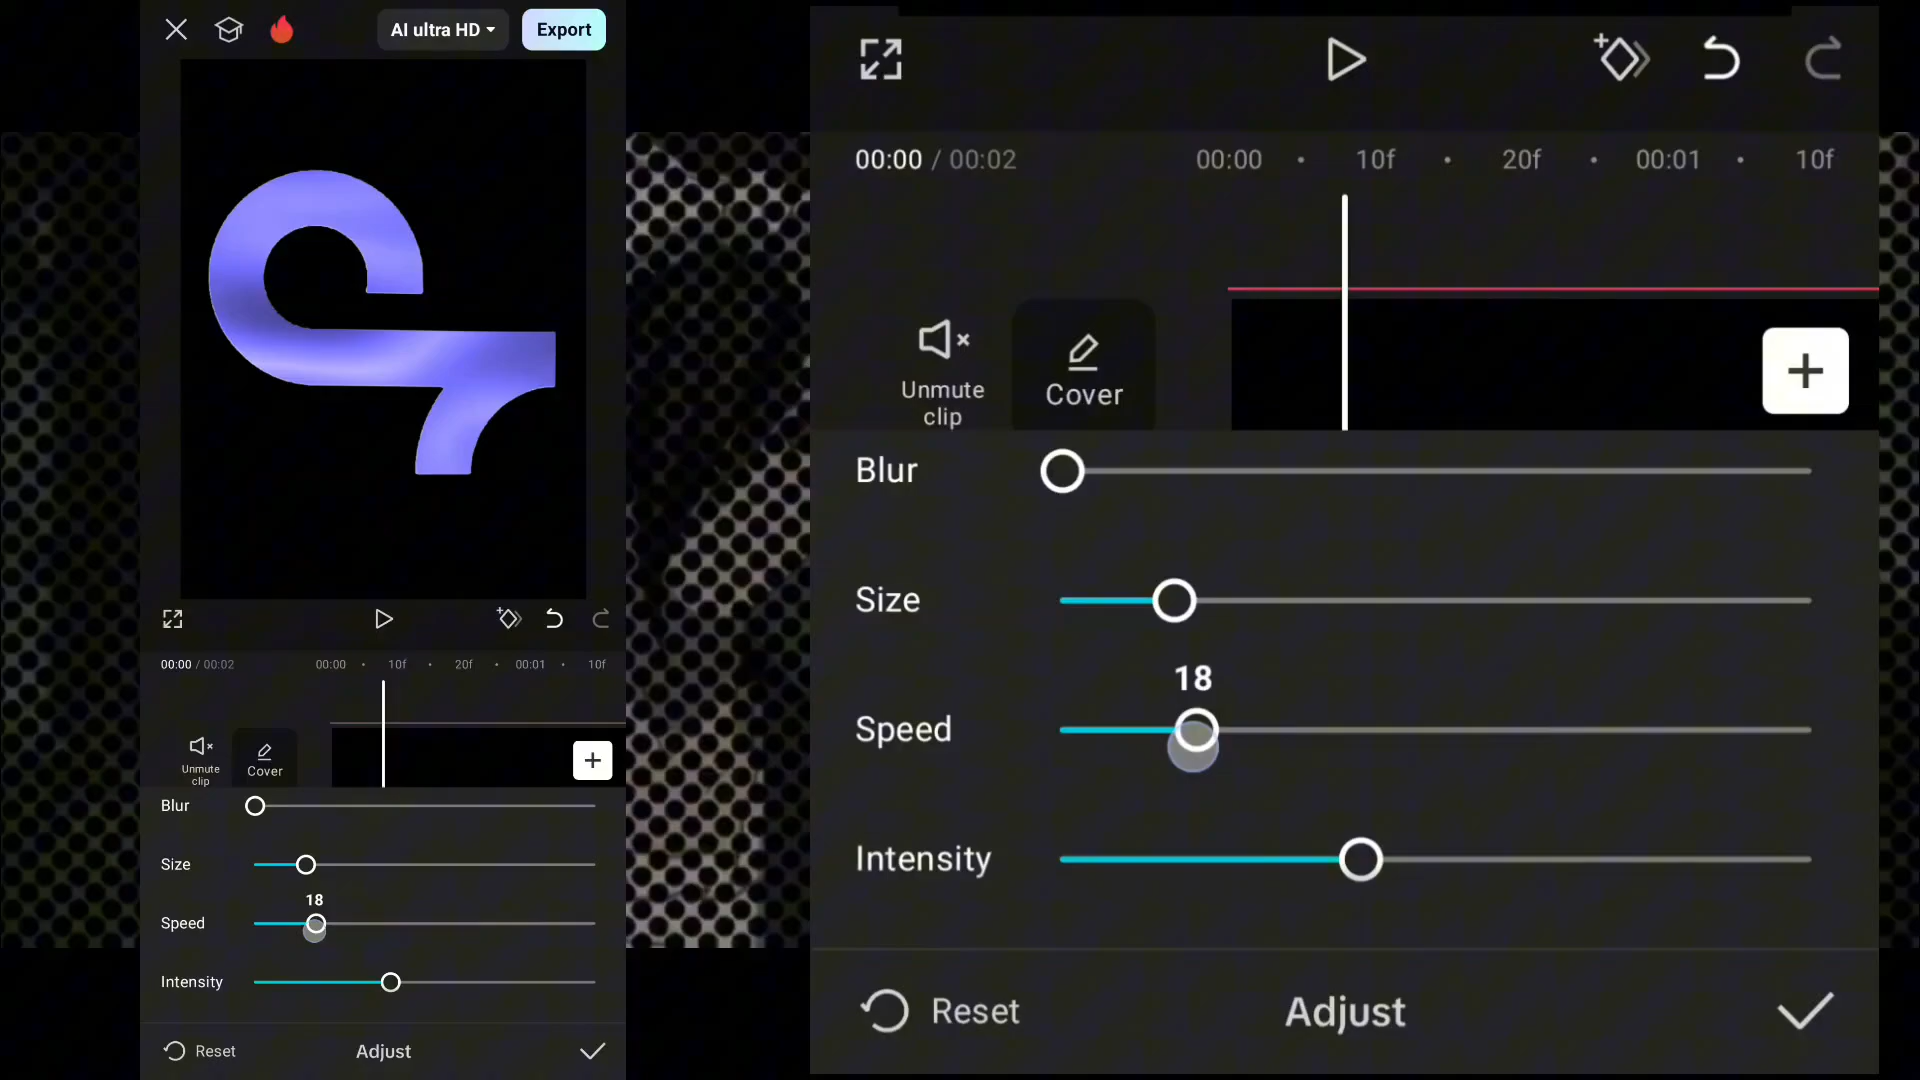 AI ultra HD
Export
00:00 / 00:02
00:00 10f 20f 00:01 10f
Unmute
clip
Cover
Blur
Size
18
Speed
Intensity
Reset
Adjust
00:00 / 00:02
00:00 10f 20f 00:01 10f
Unmute
clip
Cover
Blur
Size
18
Speed
Intensity
Reset
Adjust